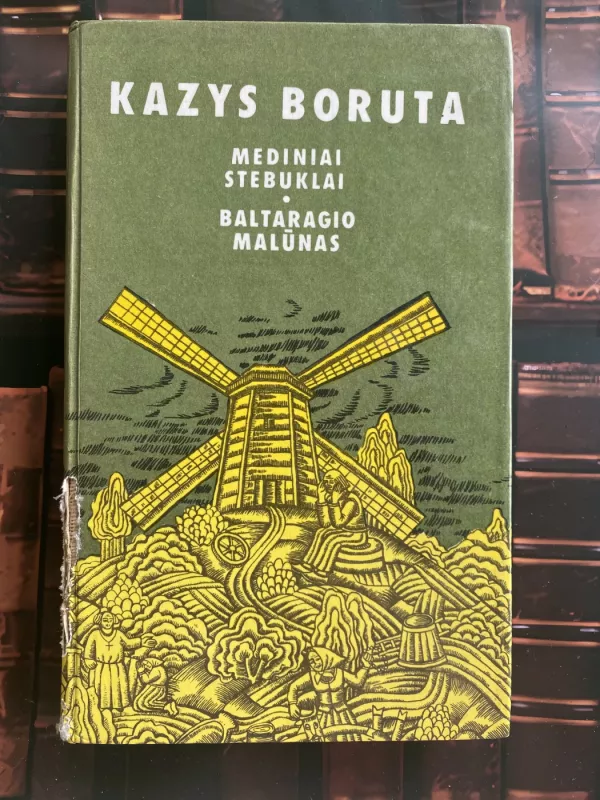 KAZYS BORUTA
MEDINIAI
STEBUKLAI
•
BALTARAGIO
MALŪNAS